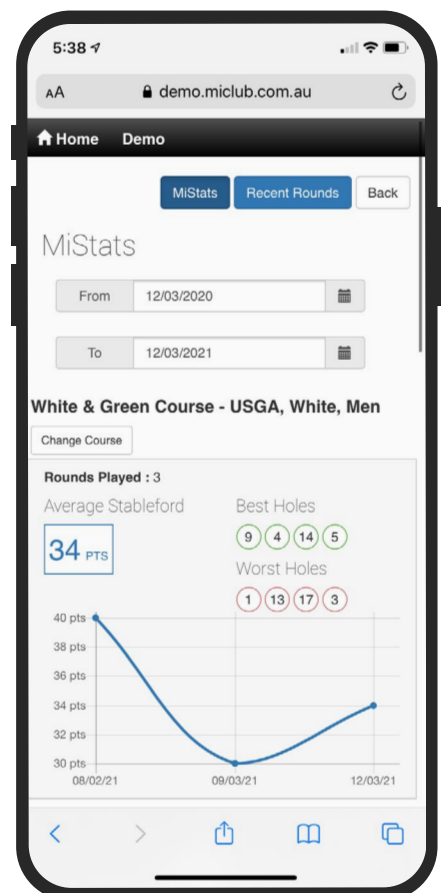 5:38
AA demo.miclub.com.au
Home Demo
MiStats Recent Rounds Back
MiStats
From 12/03/2020
To 12/03/2021
White & Green Course - USGA, White, Men
Change Course
Rounds Played : 3
Average Stableford Best Holes
34 PTS 9 4 14 5
Worst Holes
1 13 17 3
40 pts
38 pts
36 pts
34 pts
32 pts
30 pts
08/02/21 09/03/21 12/03/21